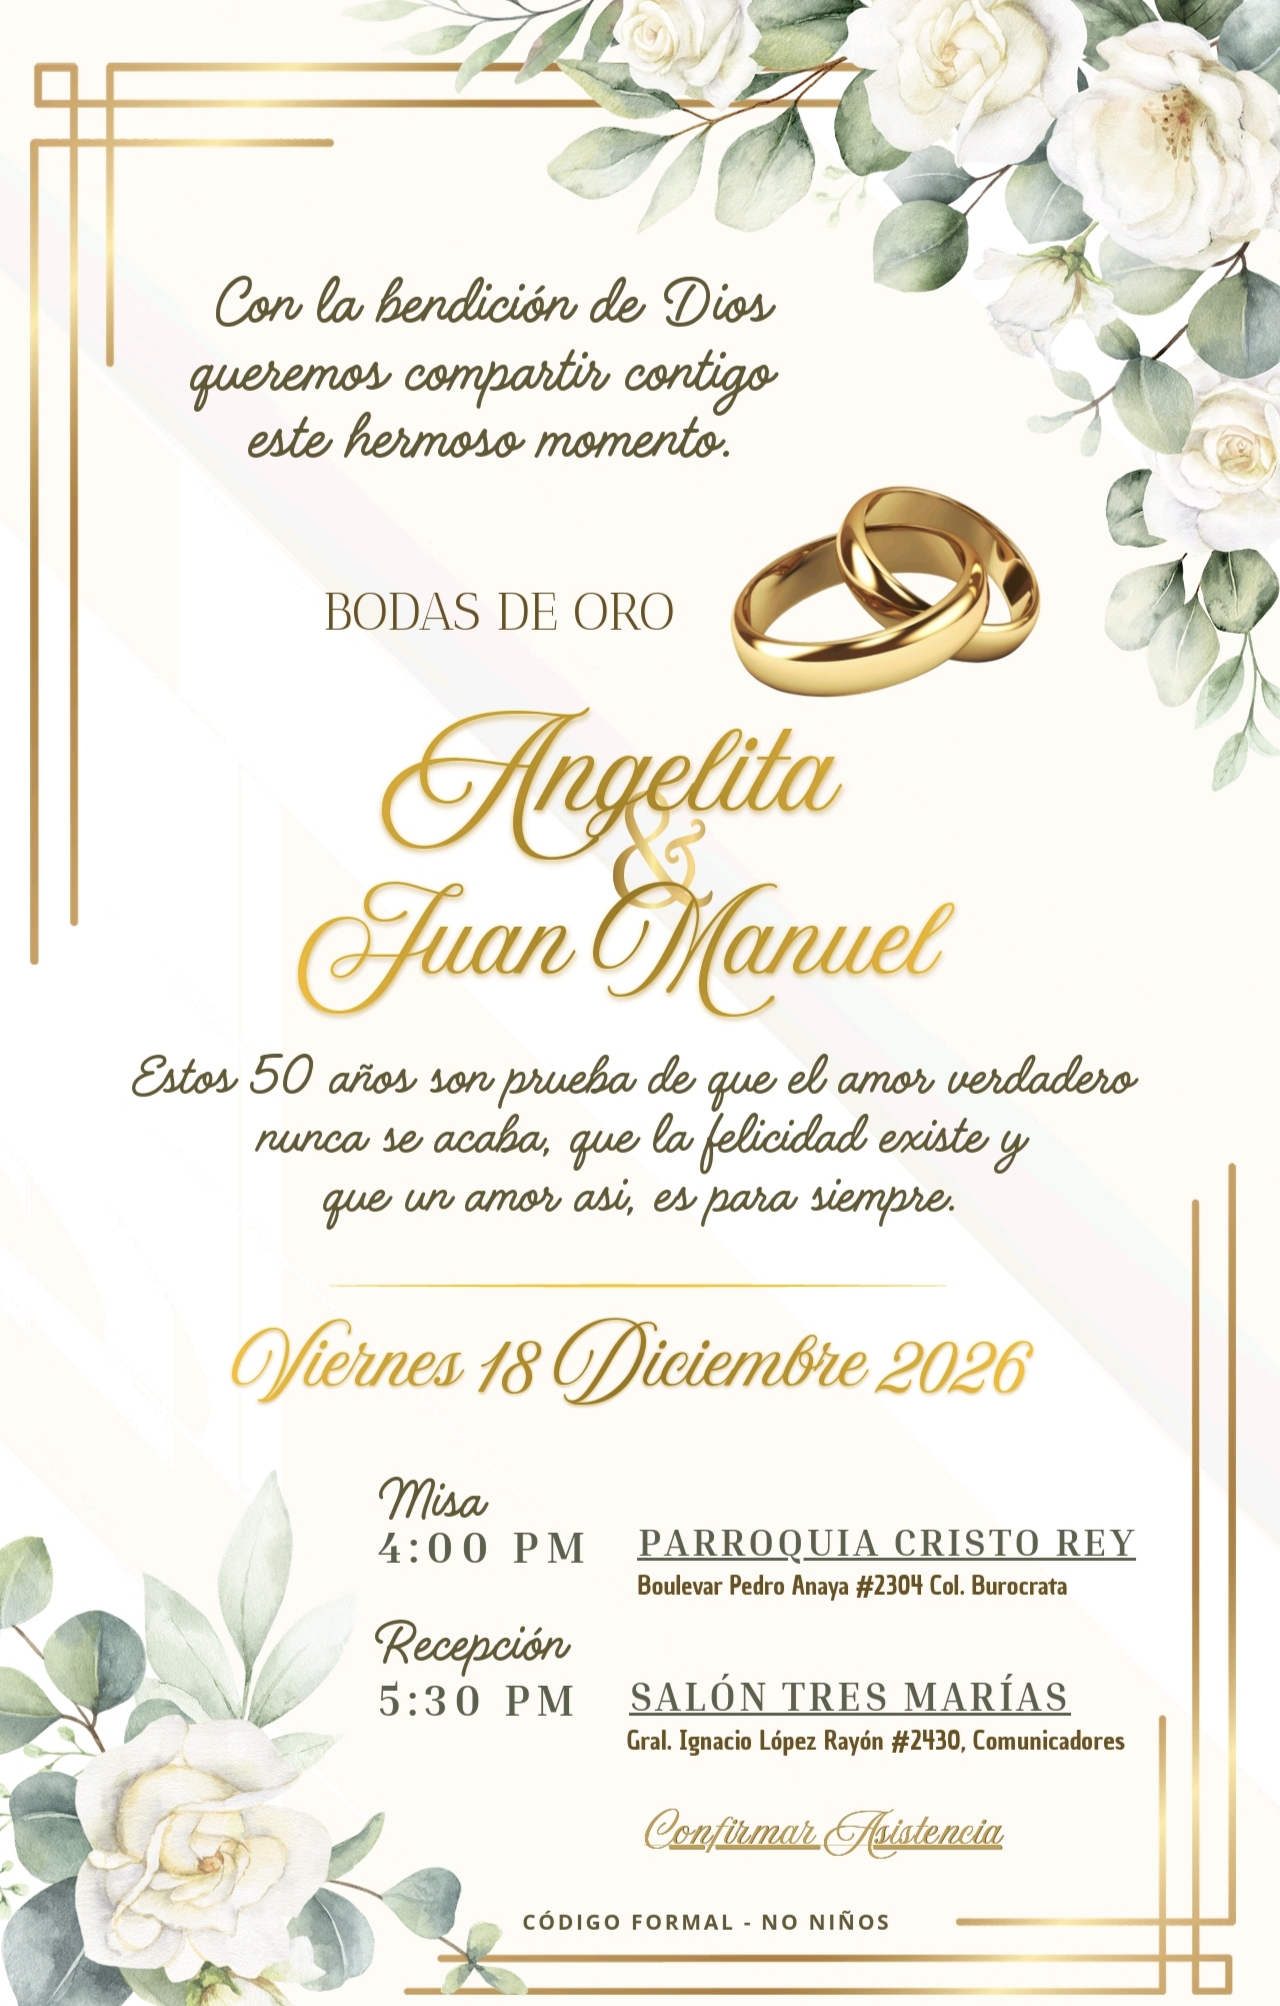 Con la bendición de Dios
queremos compartir contigo
este hermoso momento.
BODAS DE ORO
Angelita
&
Juan Manuel
Estos 50 años son prueba de que el amor verdadero
nunca se acaba, que la felicidad existe y
que un amor asi, es para siempre.
Viernes 18 Diciembre 2026
Misa
4:00 PM
PARROQUIA CRISTO REY
Boulevar Pedro Anaya #2304 Col. Burocrata
Recepción
5:30 PM
SALÓN TRES MARÍAS
Gral. Ignacio López Rayón #2430, Comunicadores
Confirmar Asistencia
CÓDIGO FORMAL - NO NIÑOS